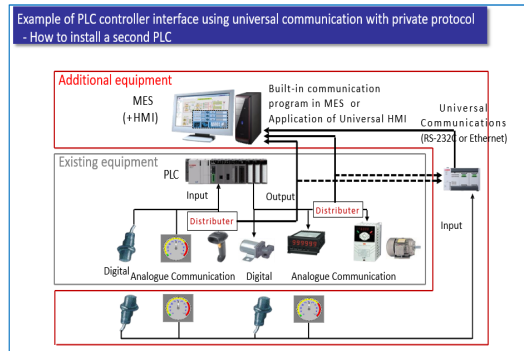 Example of PLC controller interface using universal communication with private protocol
- How to install a second PLC
Additional equipment
MES
(+HMI)
Built-in communication
program in MES or
Application of Universal HMI
Universal
Communications
(RS-232C or Ethernet)
Existing equipment
PLC
Input
Output
Distributer
Distributer
Input
Digital
Analogue Communication
Digital
Analogue Communication